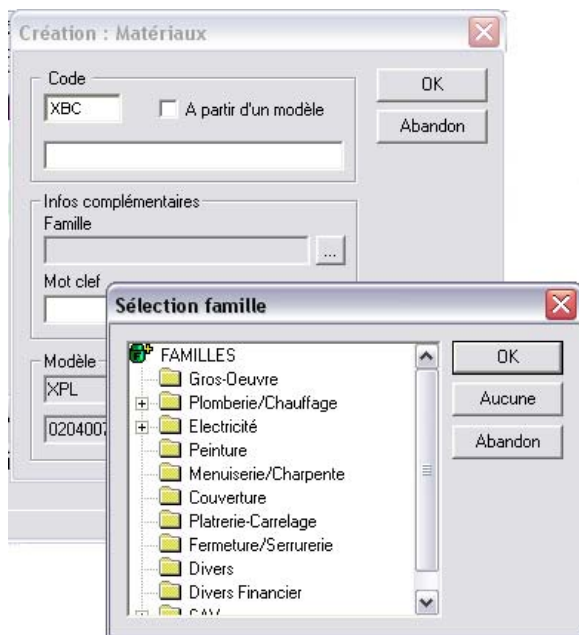 Création : Matériaux
Code
XBC
A partir d'un modèle
OK
Abandon
Infos complémentaires
Famille
...
Mot clef
Modèle
XPL
0204007
Sélection famille
FAMILLES
Gros-Oeuvre
Plomberie/Chauffage
Electricité
Peinture
Menuiserie/Charpente
Couverture
Platrerie-Carrelage
Fermeture/Serrurerie
Divers
Divers Financier
SAV
OK
Aucune
Abandon